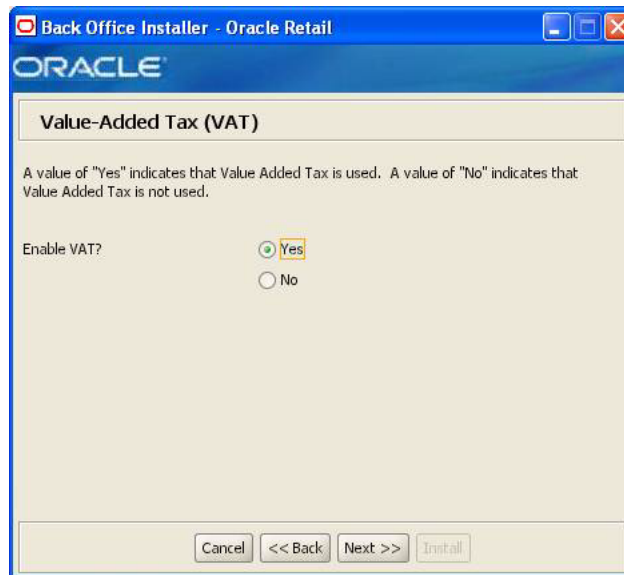 Back Office Installer - Oracle Retail
ORACLE
Value-Added Tax (VAT)
A value of "Yes" indicates that Value Added Tax is used.  A value of "No" indicates that
Value Added Tax is not used.
Enable VAT?
Yes
No
Cancel
<< Back
Next >>
Install